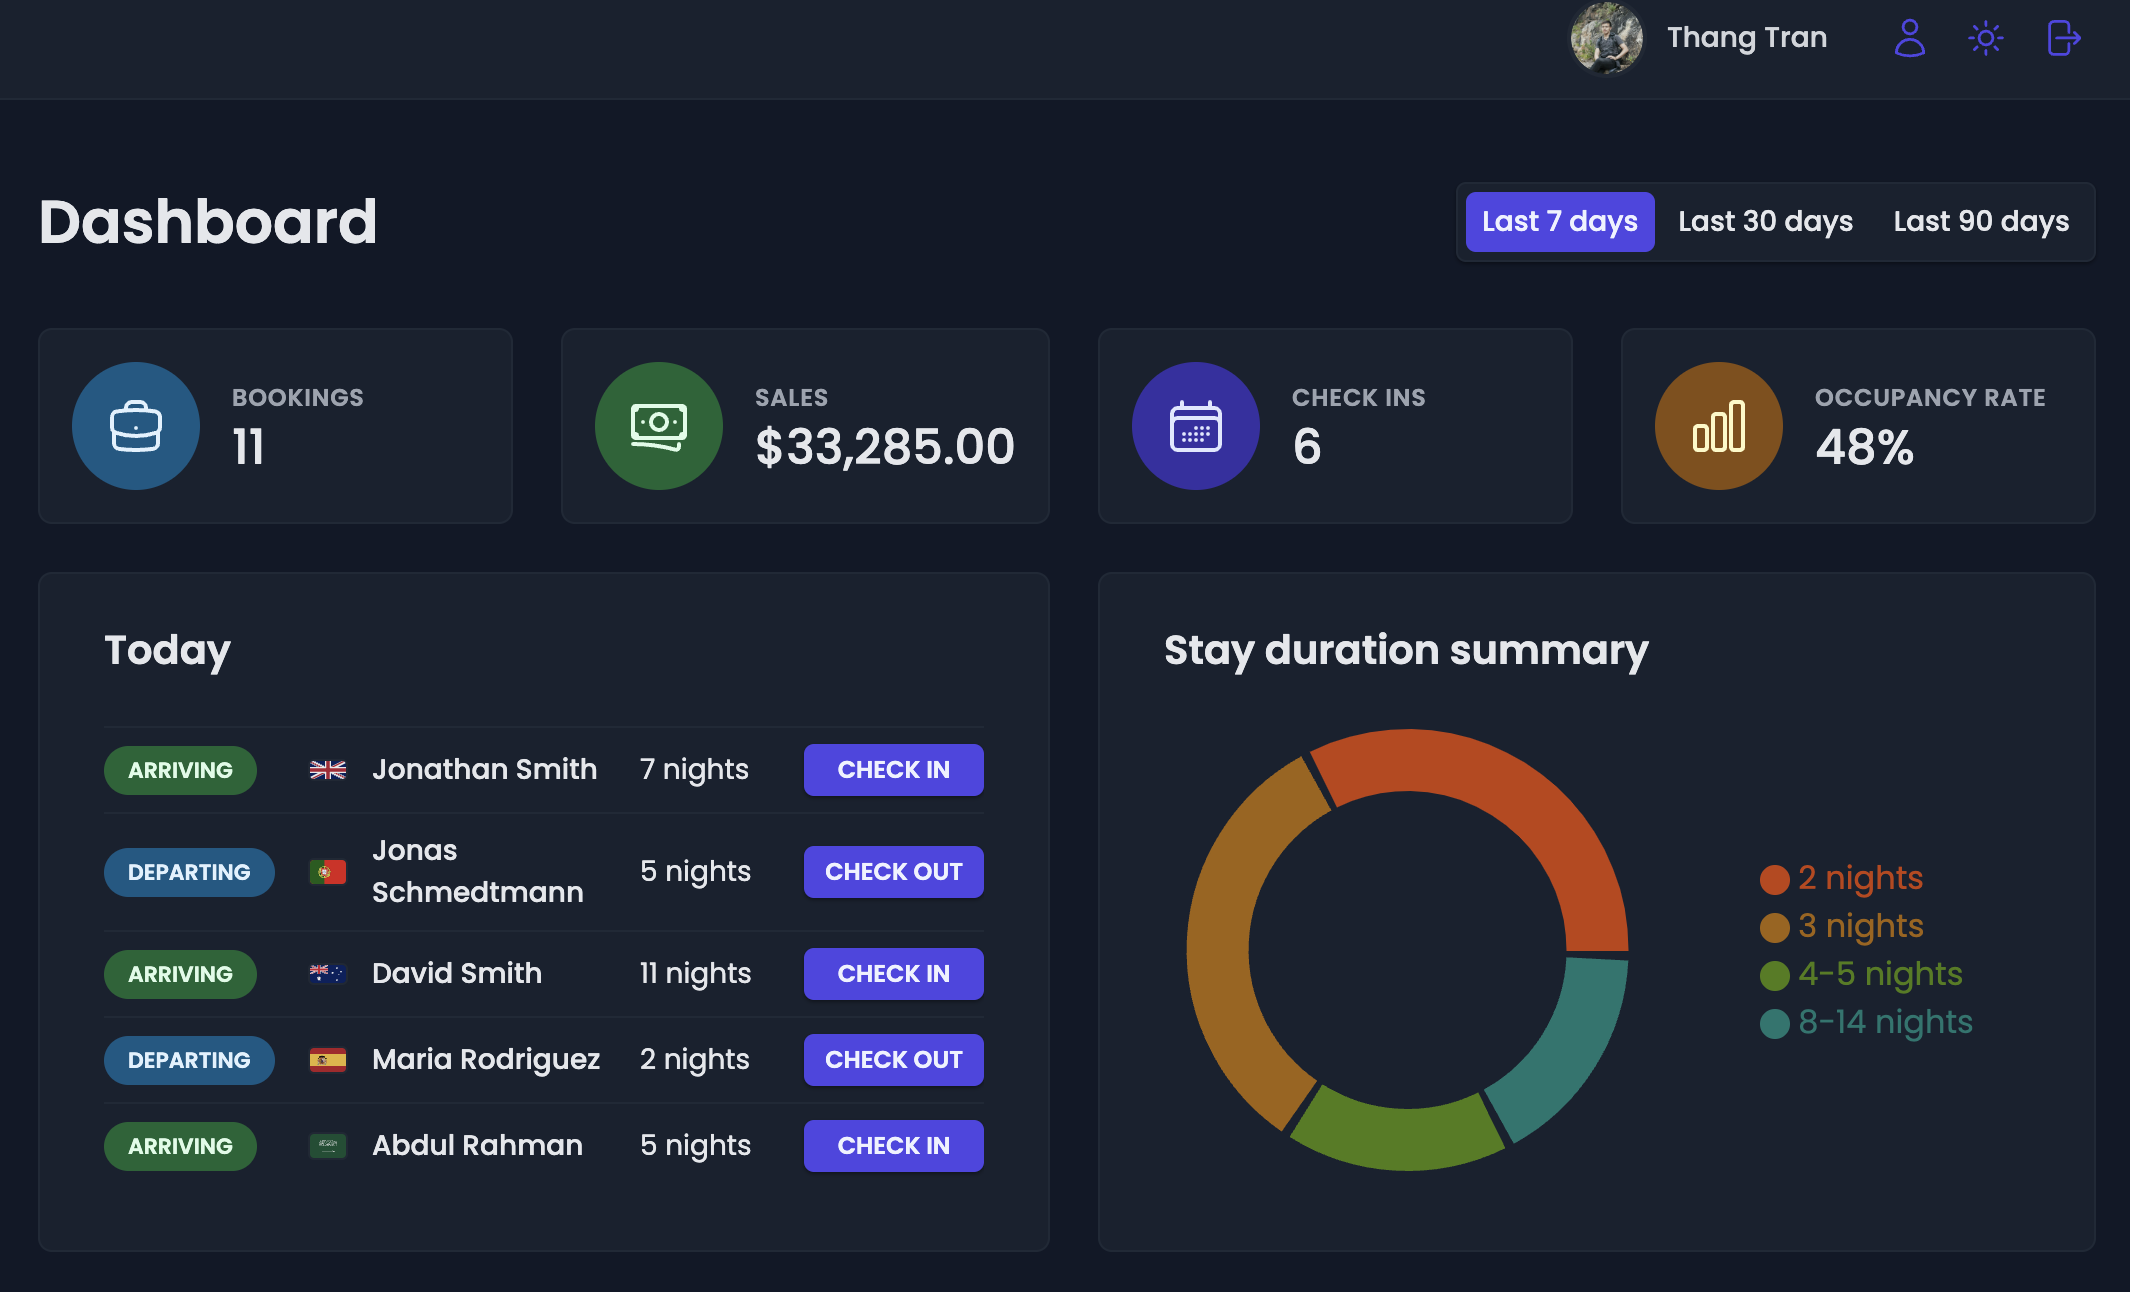 Thang Tran
Dashboard
Last 7 days Last 30 days Last 90 days
BOOKINGS
11
SALES
$33,285.00
CHECK INS
6
OCCUPANCY RATE
48%
Today
ARRIVING Jonathan Smith 7 nights CHECK IN
DEPARTING Jonas Schmedtmann 5 nights CHECK OUT
ARRIVING David Smith 11 nights CHECK IN
DEPARTING Maria Rodriguez 2 nights CHECK OUT
ARRIVING Abdul Rahman 5 nights CHECK IN
Stay duration summary
2 nights
3 nights
4-5 nights
8-14 nights